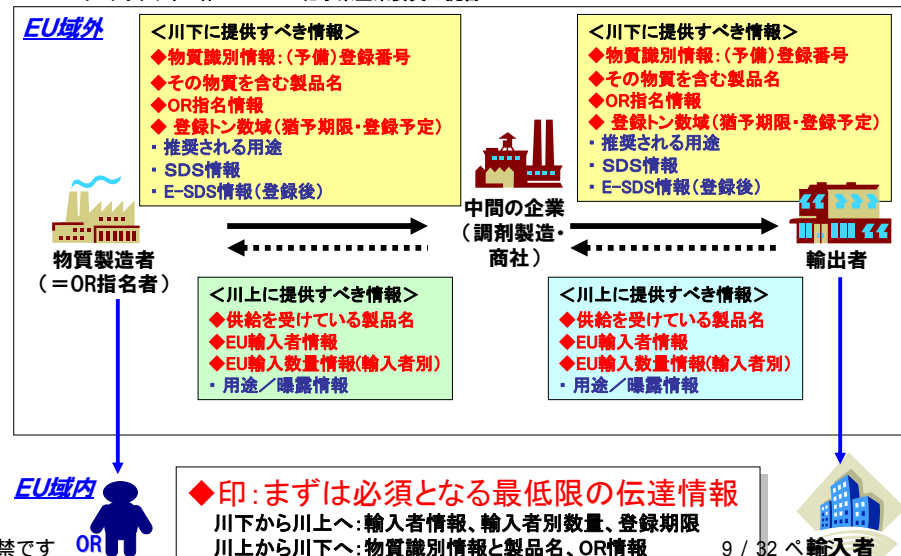 EU域外
＜川下に提供すべき情報＞
◆物質識別情報：(予備)登録番号
◆その物質を含む製品名
◆OR指名情報
◆ 登録トン数域(猶予期限・登録予定)
・推奨される用途
・SDS情報
・E-SDS情報(登録後)
＜川下に提供すべき情報＞
◆物質識別情報：(予備)登録番号
◆その物質を含む製品名
◆OR指名情報
◆ 登録トン数域(猶予期限・登録予定)
・推奨される用途
・SDS情報
・E-SDS情報(登録後)
物質製造者
（＝OR指名者）
中間の企業
（調剤製造・
商社）
輸出者
＜川上に提供すべき情報＞
◆供給を受けている製品名
◆EU輸入者情報
◆EU輸入数量情報(輸入者別)
・用途／曝露情報
＜川上に提供すべき情報＞
◆供給を受けている製品名
◆EU輸入者情報
◆EU輸入数量情報(輸入者別)
・用途／曝露情報
EU域内
◆印：まずは必須となる最低限の伝達情報
川下から川上へ：輸入者情報、輸入者別数量、登録期限
川上から川下へ：物質識別情報と製品名、OR情報
禁です
OR
9 / 32 ペ
輸入者